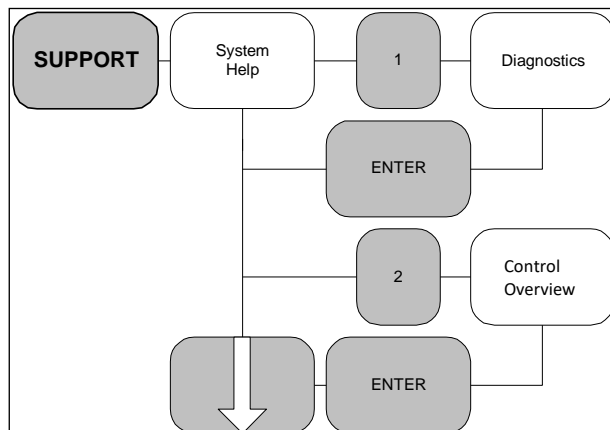 SUPPORT
System
Help
1
Diagnostics
ENTER
2
Control
Overview
ENTER